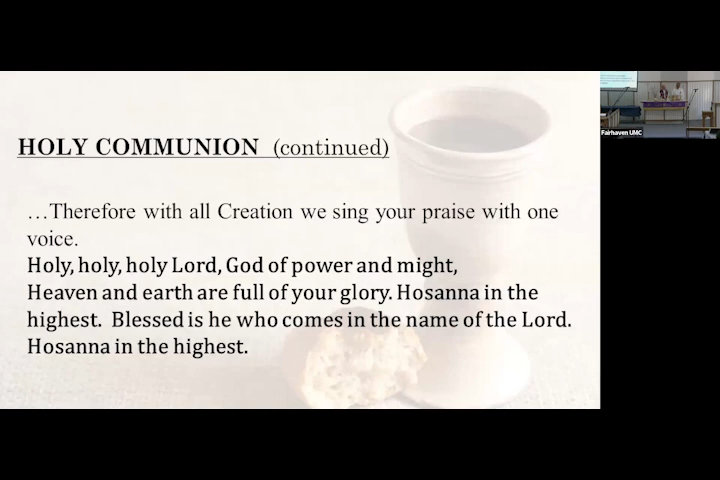 HOLY COMMUNION (continued)
…Therefore with all Creation we sing your praise with one
voice.
Holy, holy, holy Lord, God of power and might,
Heaven and earth are full of your glory. Hosanna in the
highest. Blessed is he who comes in the name of the Lord.
Hosanna in the highest.
Fairhaven UMC